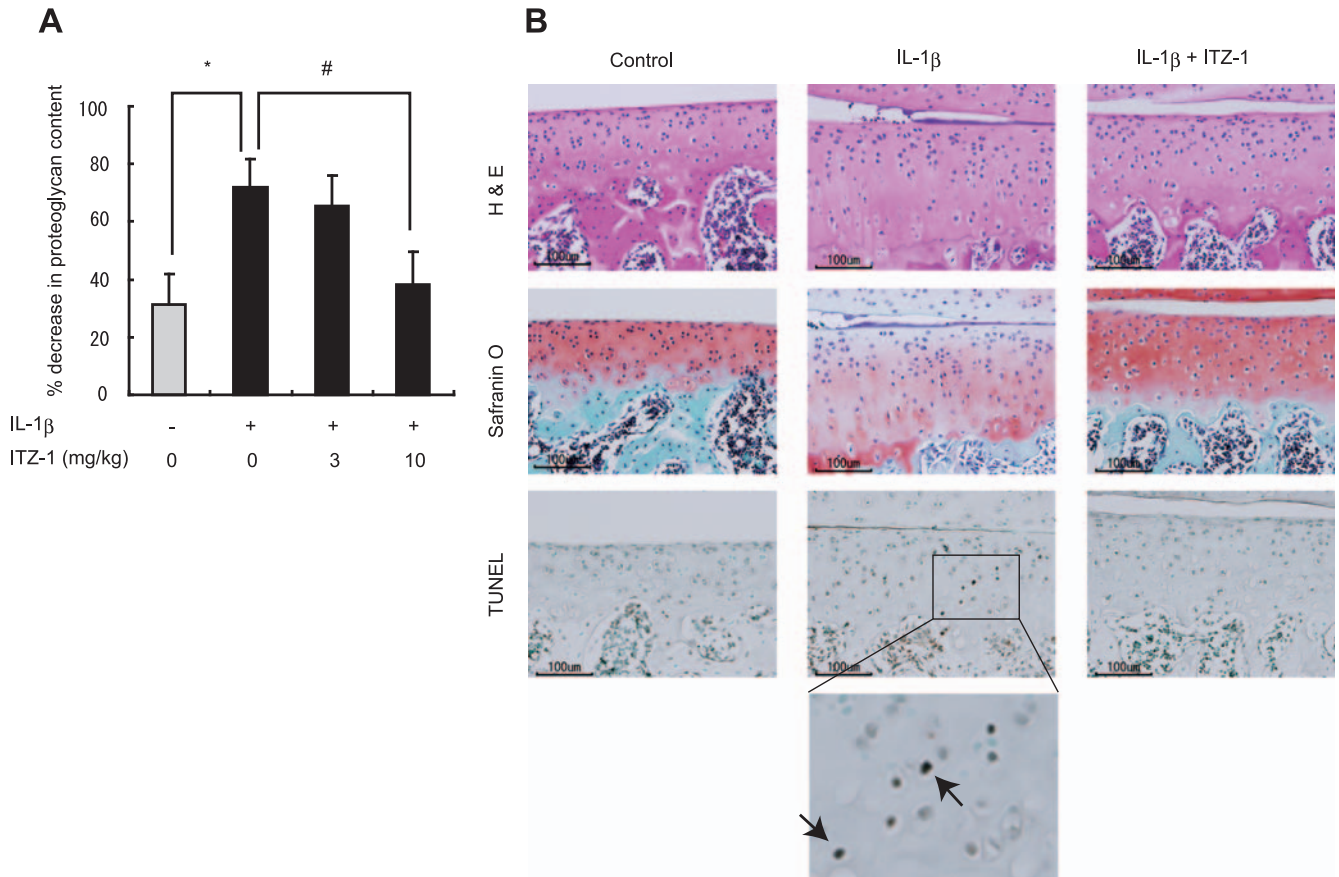 A
*
#
100
80
60
40
20
0
% decrease in proteoglycan content
IL-1β - + + +
ITZ-1 (mg/kg) 0 0 3 10
B
Control IL-1β IL-1β + ITZ-1
H & E
100um 100um 100um
Safranin O
100um 100um 100um
TUNEL
100um 100um 100um